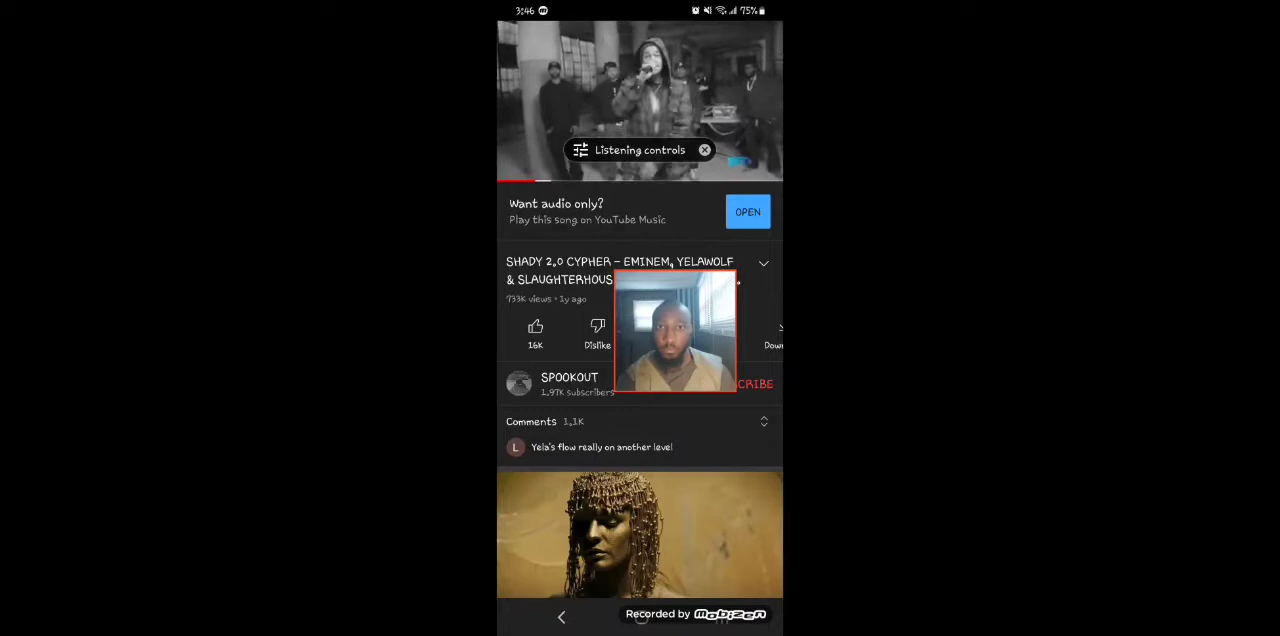 3:46
75%
Listening controls
Want audio only?
Play this song on YouTube Music
OPEN
SHADY 2.0 CYPHER - EMINEM, YELAWOLF
& SLAUGHTERHOUS
733K views • 1y ago
16K
Dislike
Dow
SPOOKOUT
1.97K subscribers
CRIBE
Comments 1.1K
L
Yela's flow really on another level
Recorded by mobizen